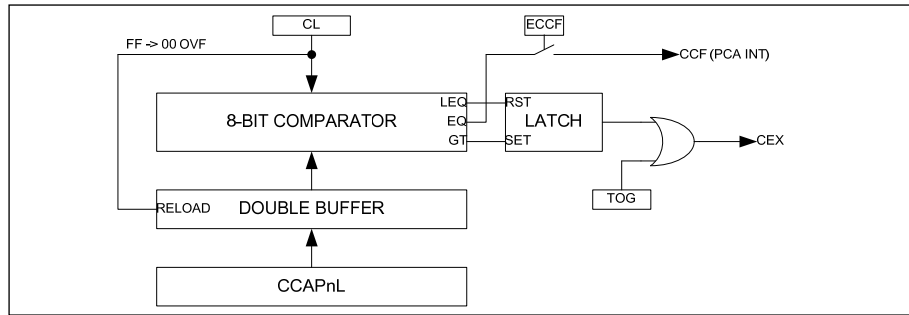 CL
ECCF
FF -> 00 OVF
CCF (PCA INT)
8-BIT COMPARATOR
LEQ
EQ
GT
RST
SET
LATCH
CEX
TOG
RELOAD
DOUBLE BUFFER
CCAPnL